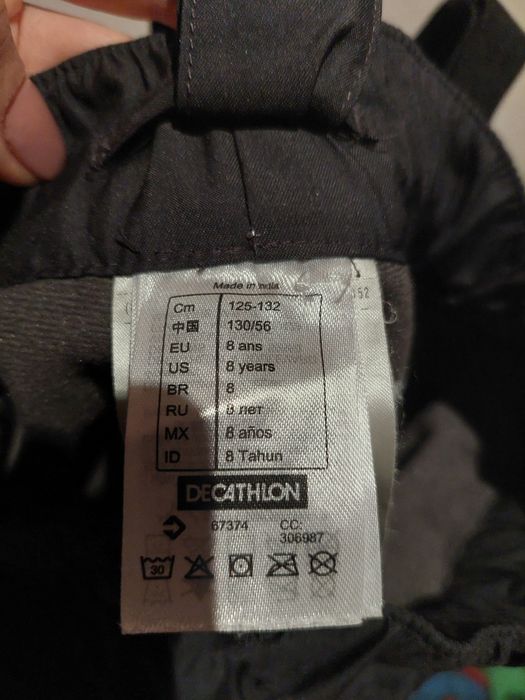 Made in India
Cm 125-132
中国 130/56
EU 8 ans
US 8 years
BR 8
RU 8 лет
MX 8 años
ID 8 Tahun
DECATHLON
67374 CC:
306987
30